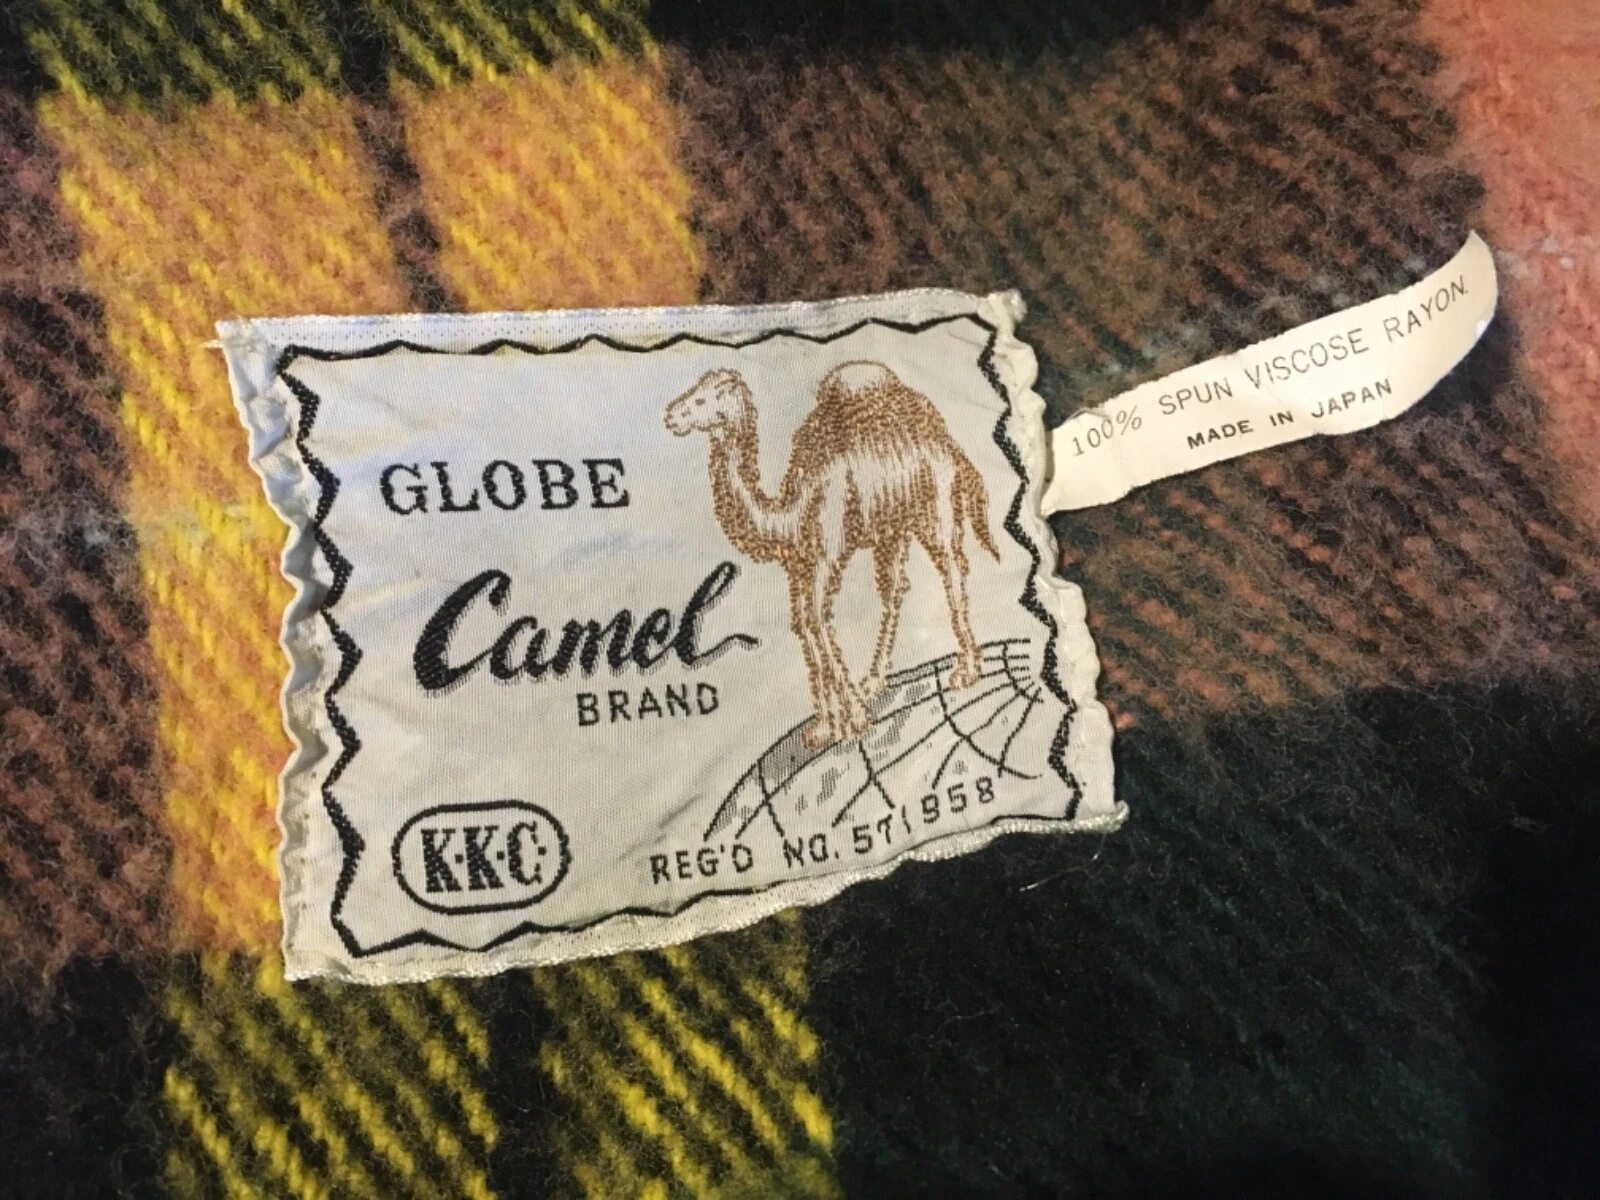 GLOBE
Camel
BRAND
K·K·C·
REG'D NO. 571958
100% SPUN VISCOSE RAYON.
MADE IN JAPAN